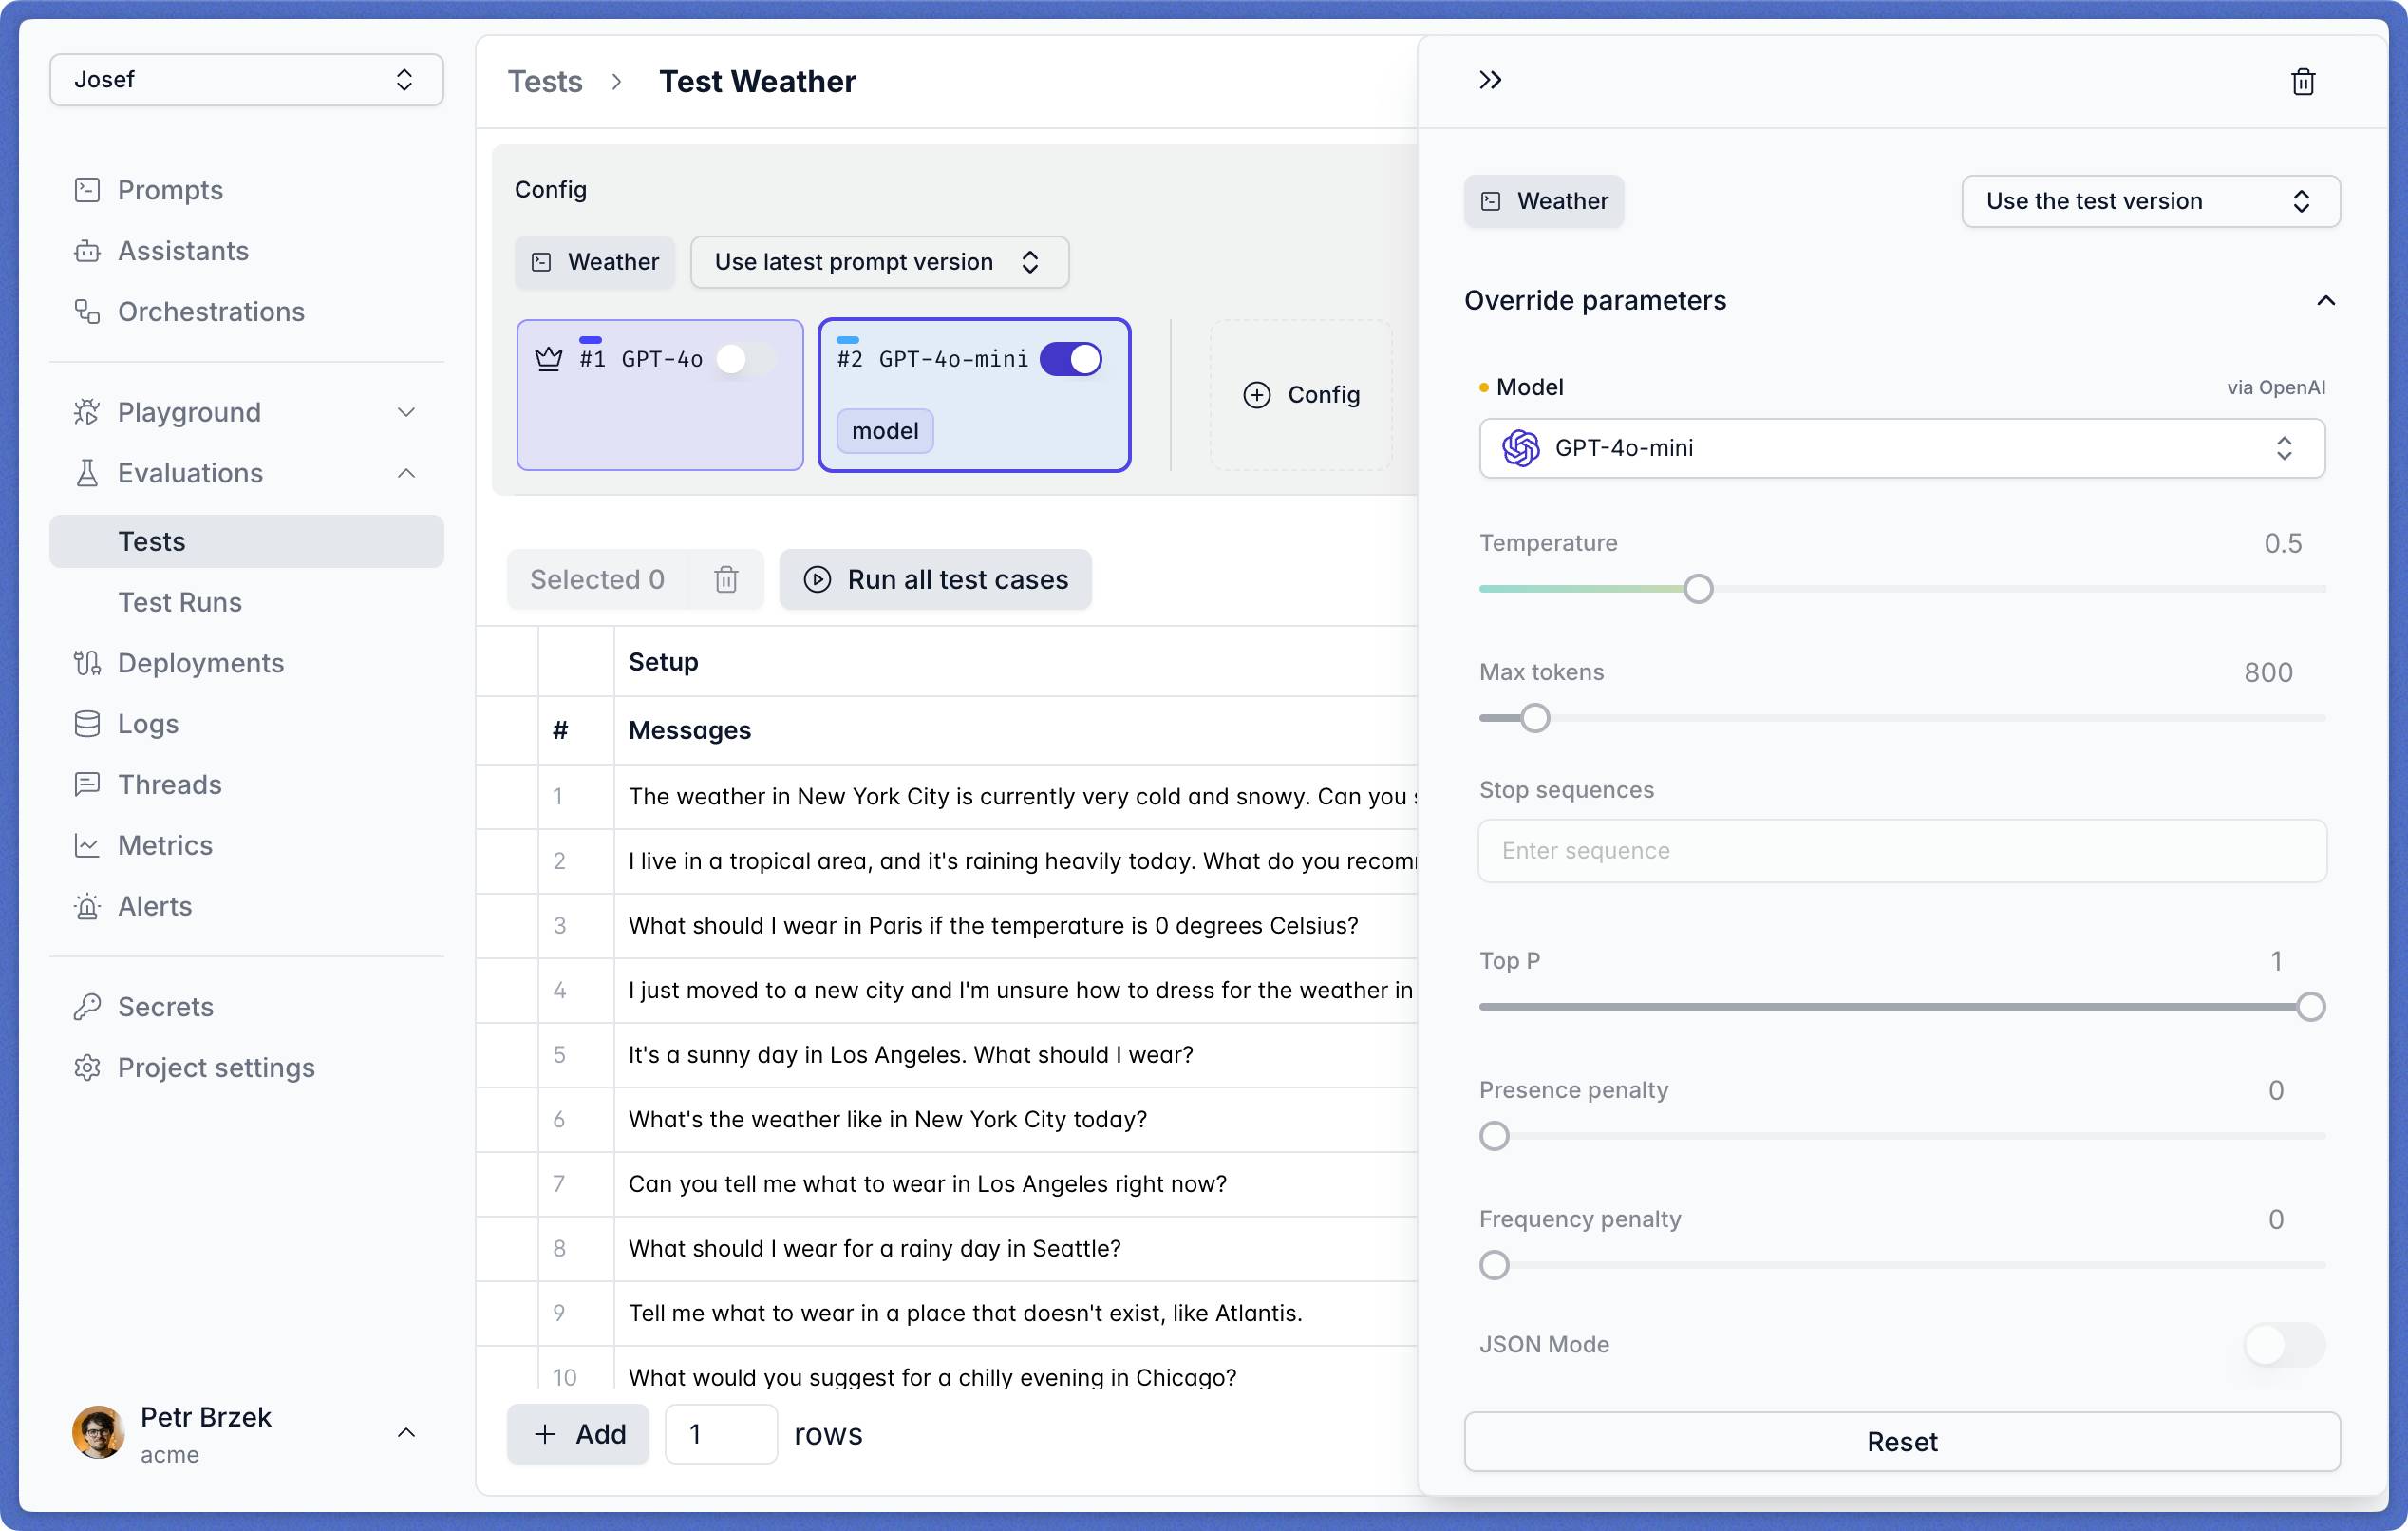 Josef
Prompts
Assistants
Orchestrations
Playground
Evaluations
Tests
Test Runs
Deployments
Logs
Threads
Metrics
Alerts
Secrets
Project settings
Petr Brzek
acme
Tests
Test Weather
Config
Weather
Use latest prompt version
#1 GPT-4o
#2 GPT-4o-mini
model
Config
Selected 0
Run all test cases
Setup
# Messages
1 The weather in New York City is currently very cold and snowy. Can you
2 I live in a tropical area, and it's raining heavily today. What do you
3 What should I wear in Paris if the temperature is 0 degrees Celsius?
4 I just moved to a new city and I'm unsure how to dress for the weather in
5 It's a sunny day in Los Angeles. What should I wear?
6 What's the weather like in New York City today?
7 Can you tell me what to wear in Los Angeles right now?
8 What should I wear for a rainy day in Seattle?
9 Tell me what to wear in a place that doesn't exist, like Atlantis.
10 What would you suggest for a chilly evening in Chicago?
Add
1
rows
Weather
Use the test version
Override parameters
Model
via OpenAI
GPT-4o-mini
Temperature
0.5
Max tokens
800
Stop sequences
Enter sequence
Top P
1
Presence penalty
0
Frequency penalty
0
JSON Mode
Reset